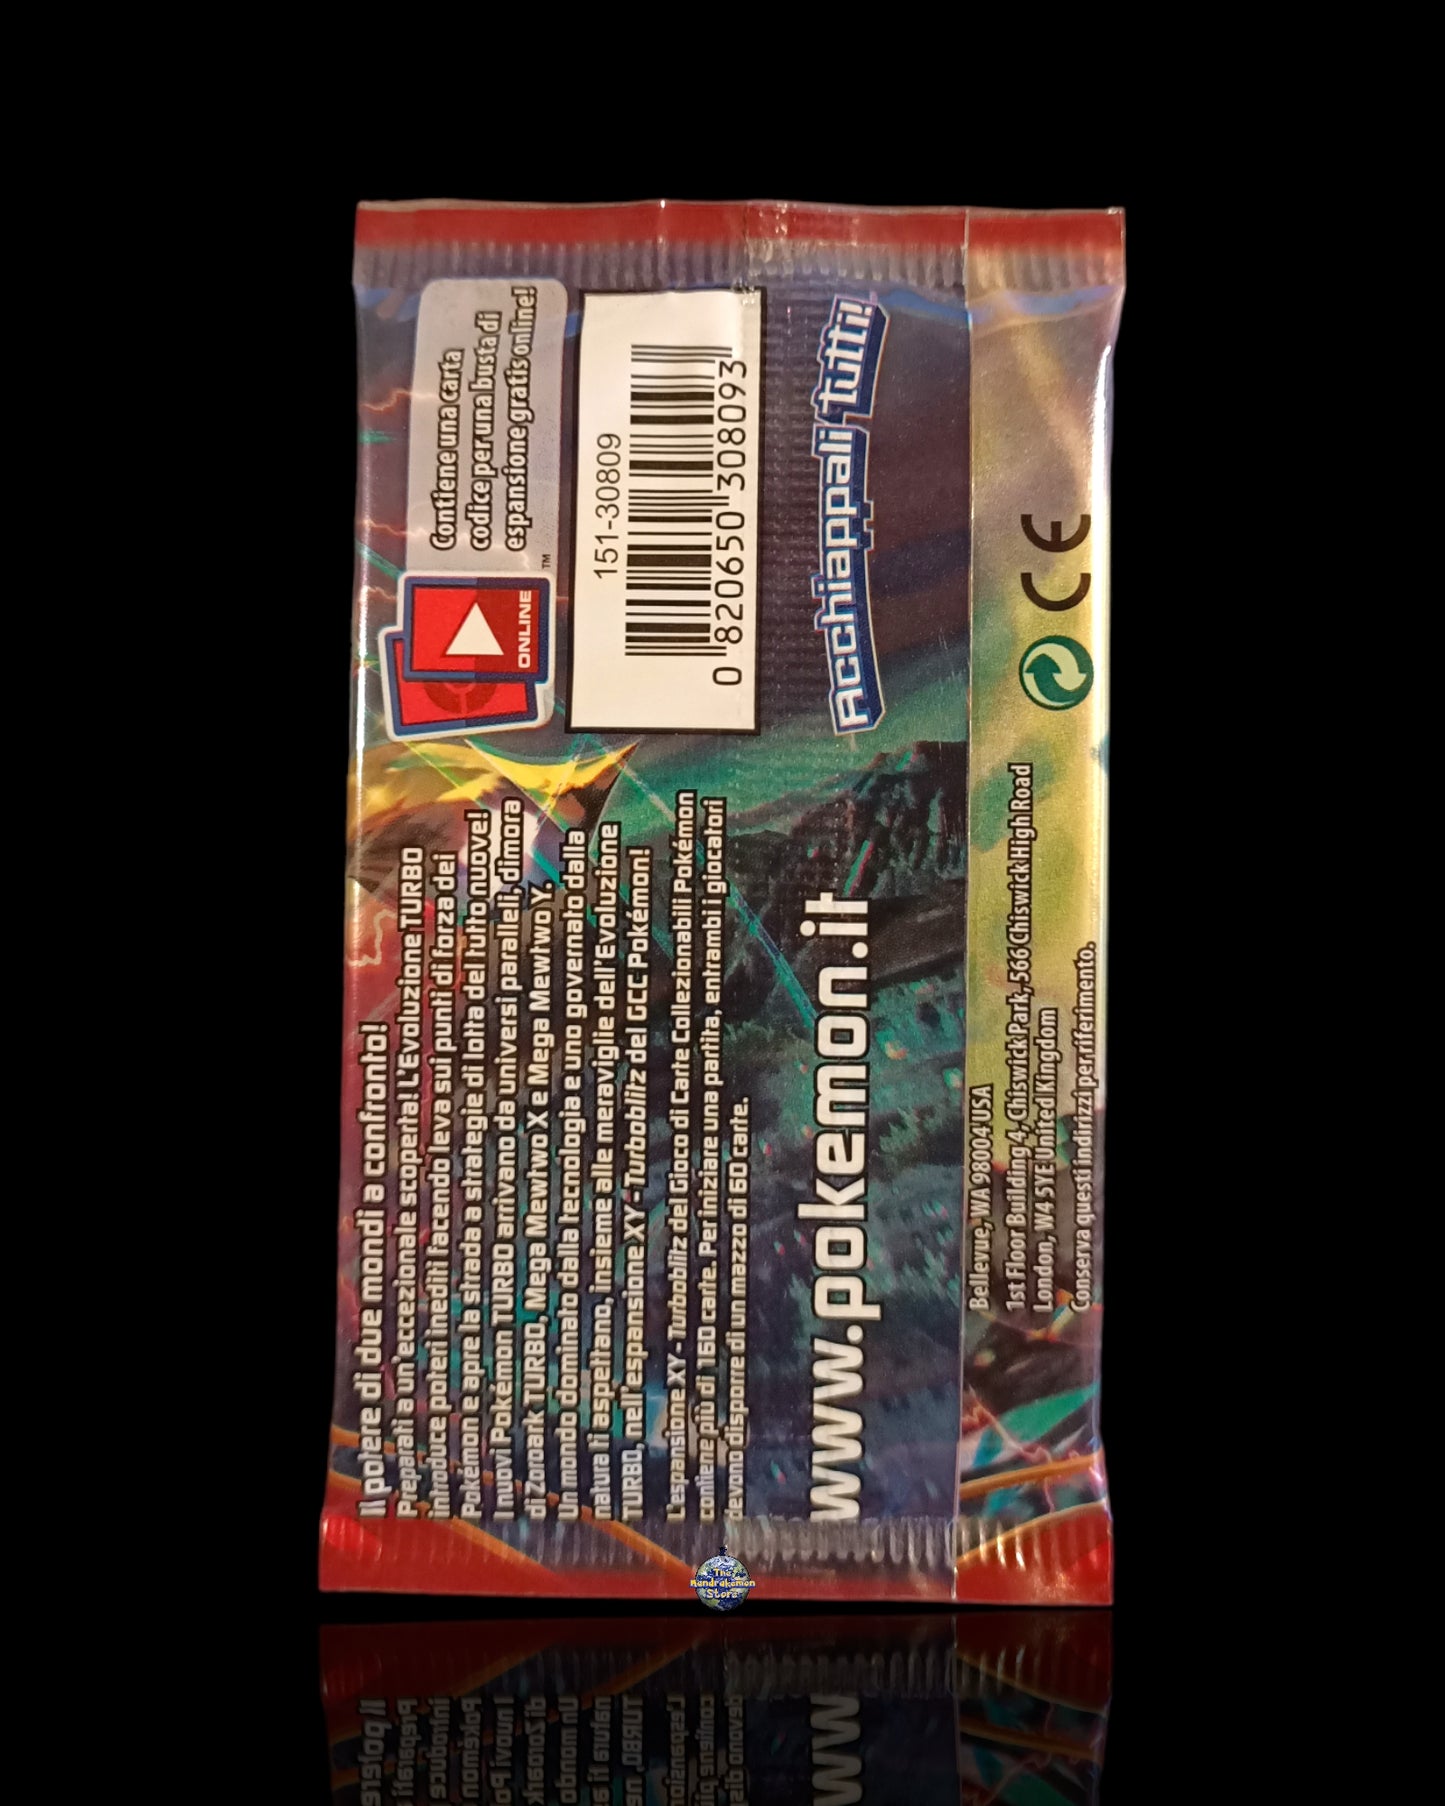 Il potere di due mondi a confronto!
Preparati a un'eccezionale scoperta! L'Evoluzione TURBO
introduce poteri inediti facendo leva sui punti di forza dei
Pokémon e apre la strada a strategie di lotta del tutto nuove!
I nuovi Pokémon TURBO arrivano da universi paralleli, dimora
di Zoroark TURBO, Mega Mewtwo X e Mega Mewtwo Y.
Un mondo dominato dalla tecnologia e uno governato dalla
natura ti aspettano, insieme alle meraviglie dell'Evoluzione
TURBO, nell'espansione XY - Turboblitz del GCC Pokémon!
L'espansione XY - Turboblitz del Gioco di Carte Collezionabili Pokémon
contiene più di 160 carte. Per iniziare una partita, entrambi i giocatori
devono disporre di un mazzo di 60 carte.
www.pokemon.it
ONLINE
TM
Contiene una carta
codice per una busta di
espansione gratis online!
151-30809
0 820650 308093
Acchiappali tutti!
Bellevue, WA 98004 USA
1st Floor Building 4, Chiswick Park, 566 Chiswick High Road
London, W4 5YE United Kingdom
Conserva questi indirizzi per riferimento.
CE
The
Mandrakemon
Store